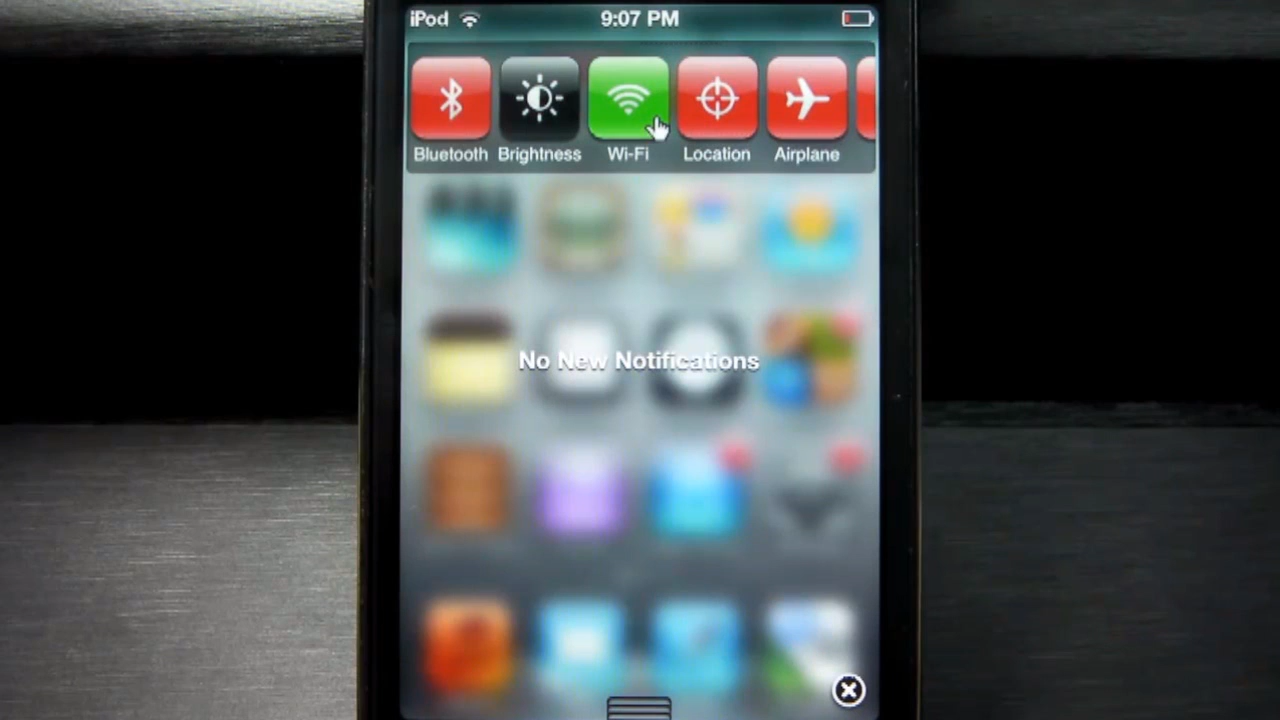 iPod 9:07 PM
Bluetooth Brightness Wi-Fi Location Airplane
No New Notifications